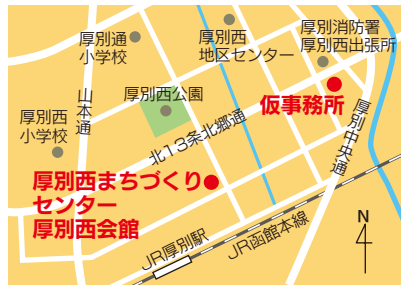 厚別通
小学校
厚別西
地区センター
厚別消防署
厚別西出張所
山本通
厚別西公園
仮事務所
厚別西
小学校
北13条北郷通
厚別中央通
厚別西まちづくり
センター
厚別西会館
JR厚別駅
JR函館本線
N
4